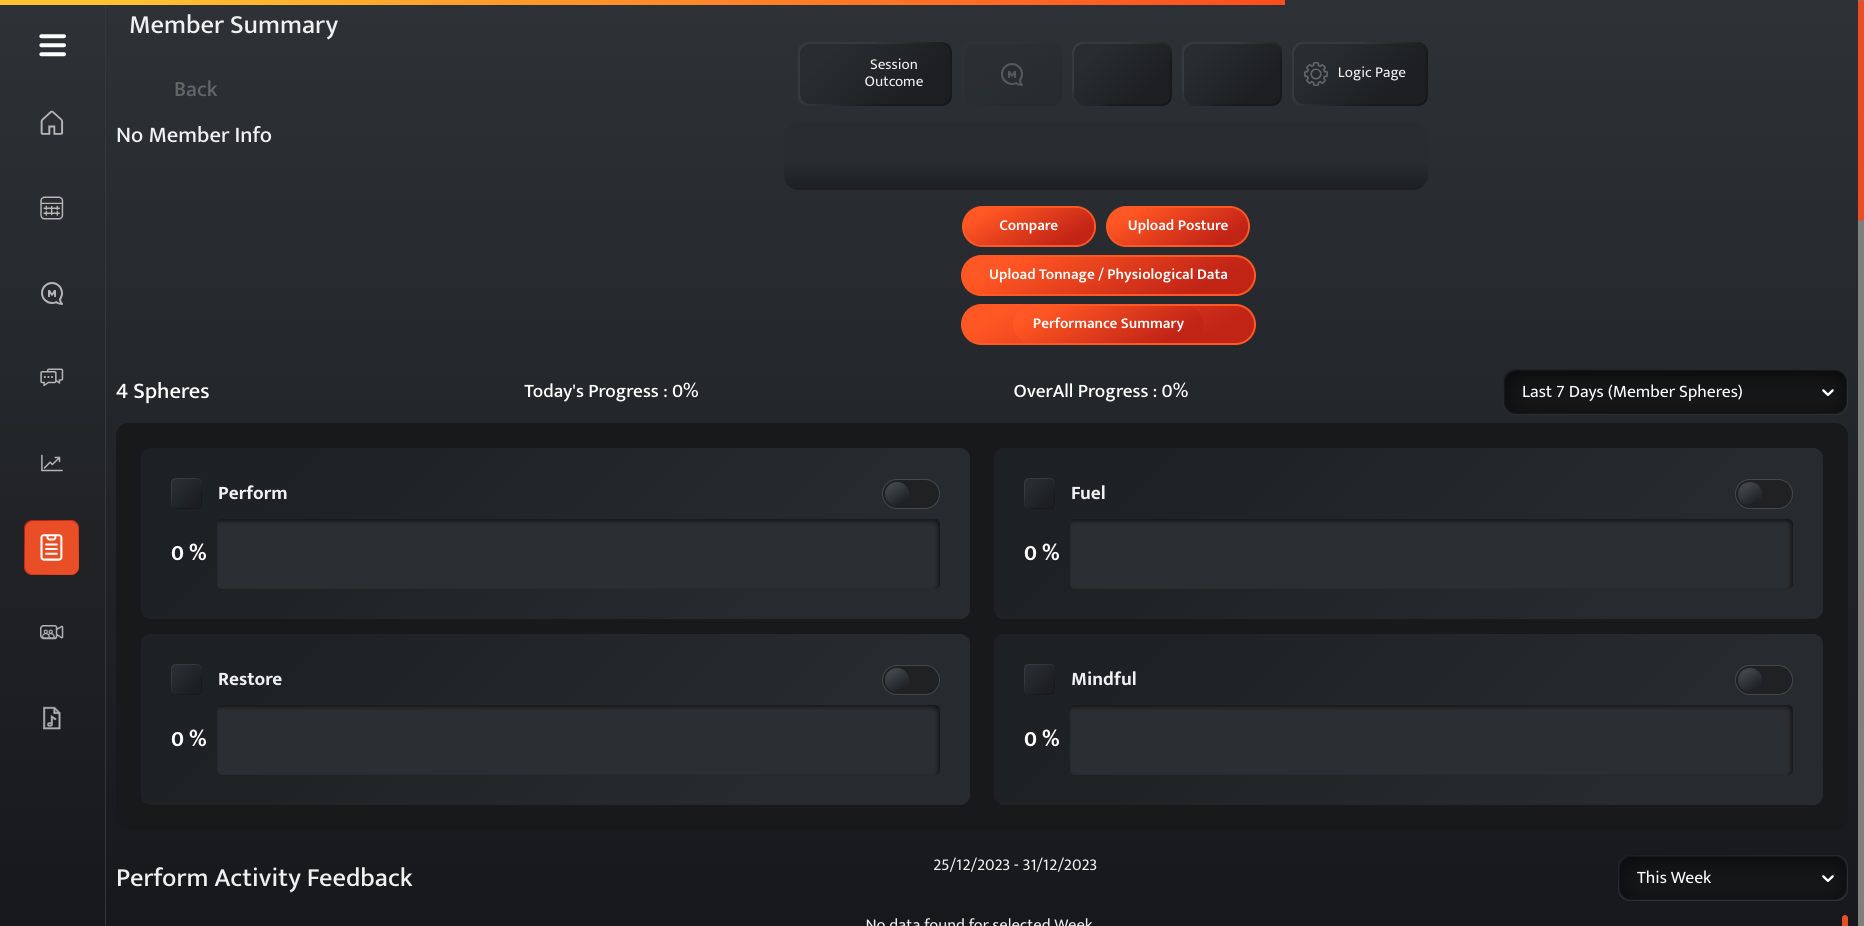 Member Summary
Session
Outcome
M
Logic Page
Back
No Member Info
Compare
Upload Posture
Upload Tonnage / Physiological Data
Performance Summary
4 Spheres
Today's Progress : 0%
OverAll Progress : 0%
Last 7 Days (Member Spheres)
Perform
0 %
Fuel
0 %
Restore
0 %
Mindful
0 %
Perform Activity Feedback
25/12/2023 - 31/12/2023
This Week
No data found for selected Week
M